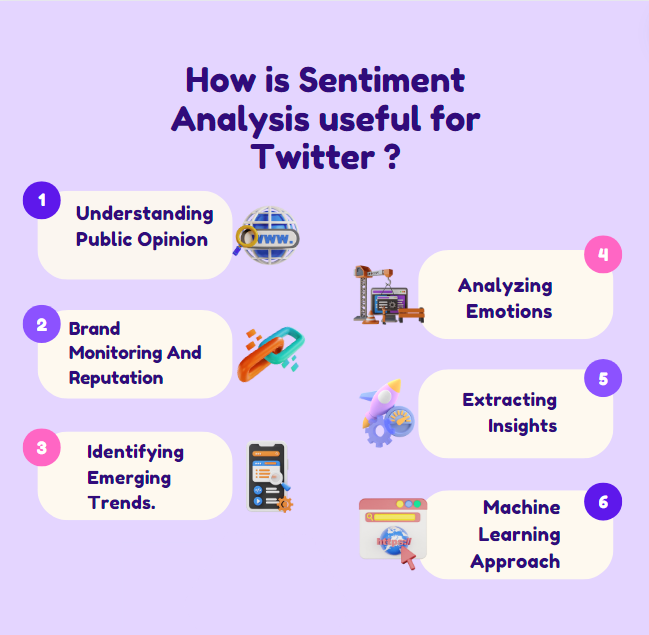 How is Sentiment
Analysis useful for
Twitter ?
1
Understanding
Public Opinion
www.
2
Brand
Monitoring And
Reputation
3
Identifying
Emerging
Trends.
4
Analyzing
Emotions
5
Extracting
Insights
6
Machine
Learning
Approach